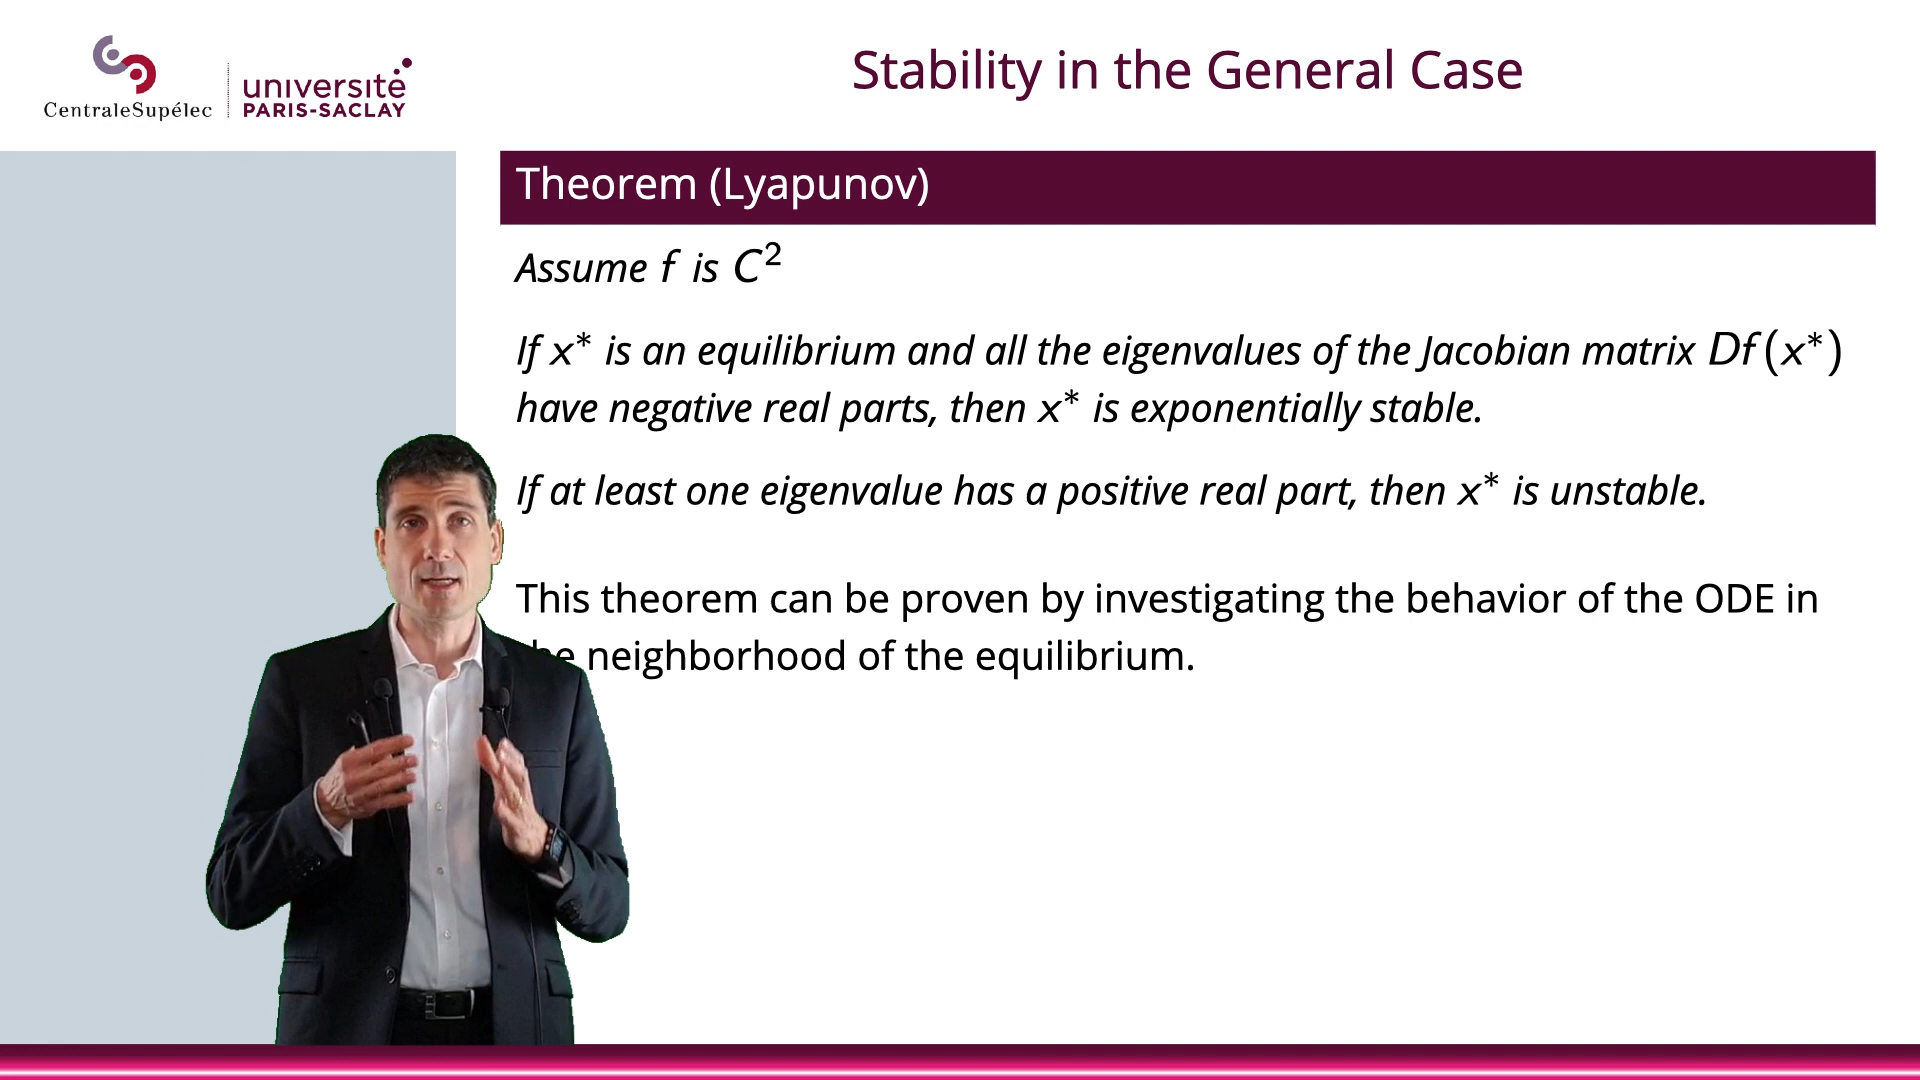 CentraleSupélec
université
PARIS-SACLAY
Stability in the General Case
Theorem (Lyapunov)
Assume f is C²
If x* is an equilibrium and all the eigenvalues of the Jacobian matrix Df(x*)
have negative real parts, then x* is exponentially stable.
If at least one eigenvalue has a positive real part, then x* is unstable.
This theorem can be proven by investigating the behavior of the ODE in
the neighborhood of the equilibrium.